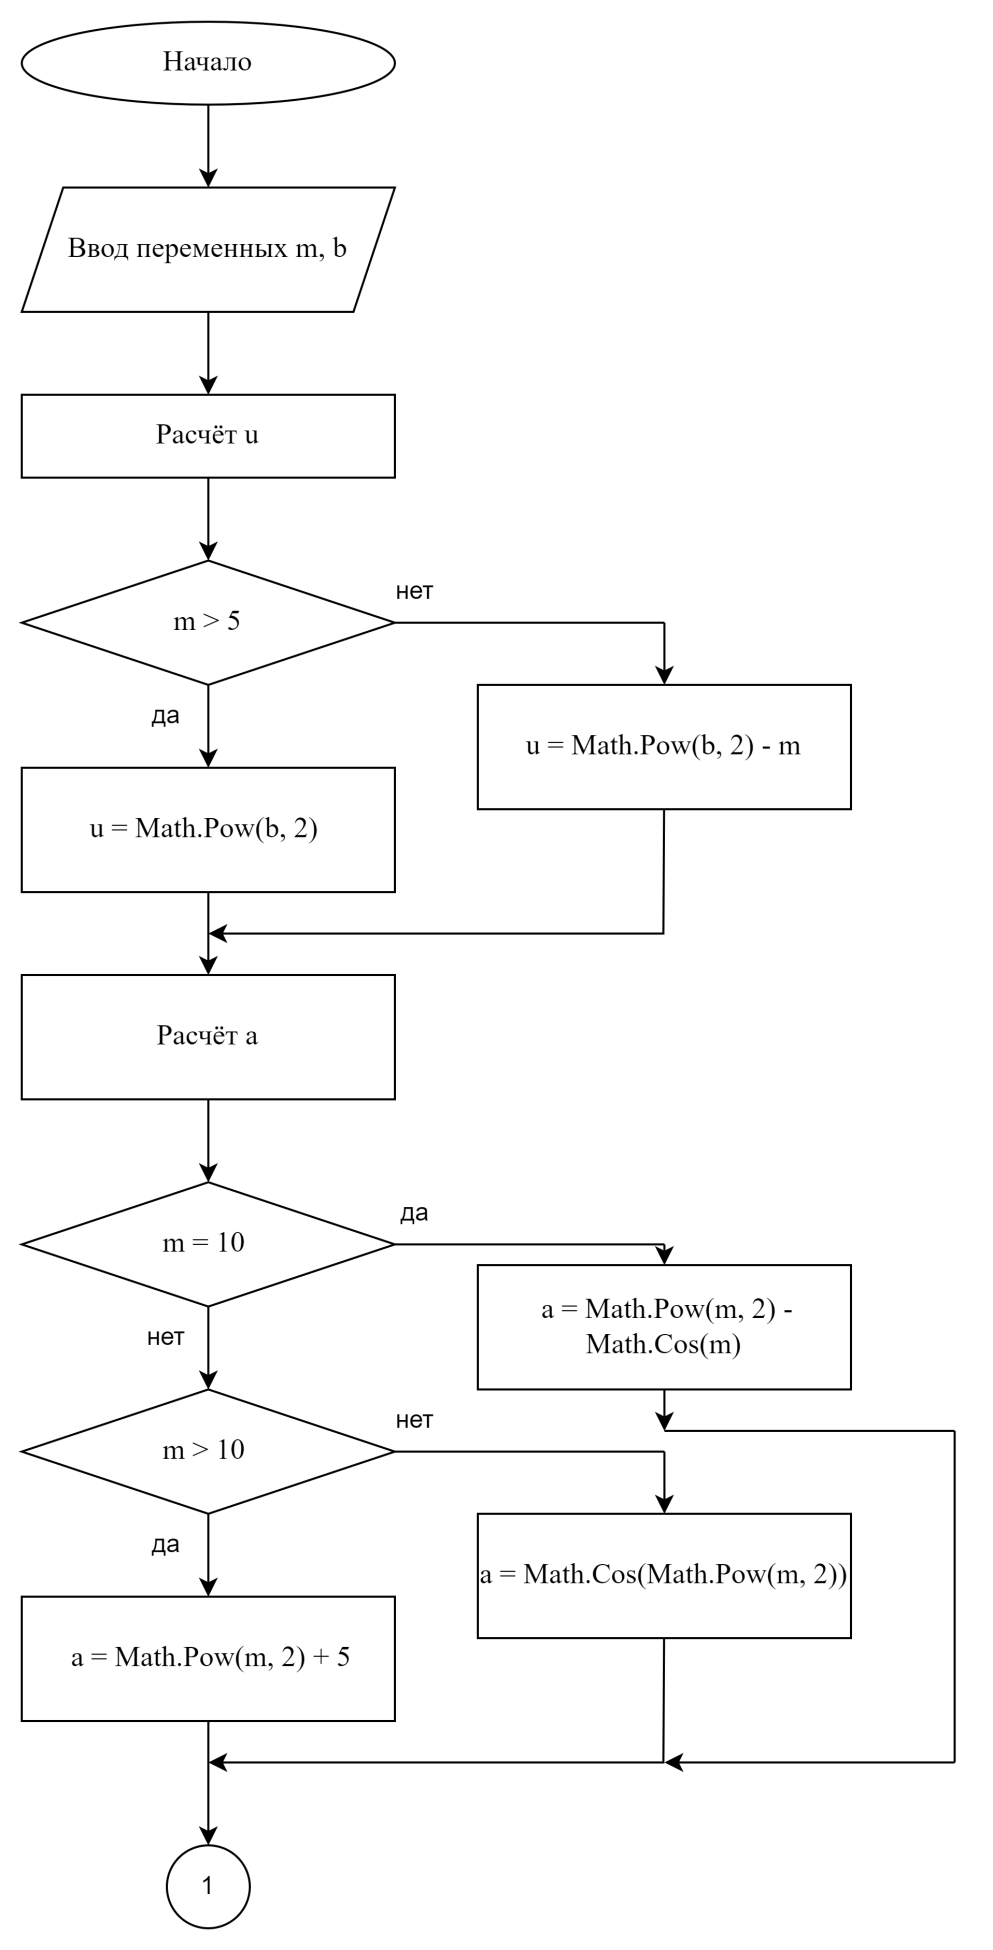 Начало
Ввод переменных m, b
Расчёт u
m > 5
нет
да
u = Math.Pow(b, 2) - m
u = Math.Pow(b, 2)
Расчёт a
m = 10
да
нет
a = Math.Pow(m, 2) -
Math.Cos(m)
m > 10
нет
да
a = Math.Cos(Math.Pow(m, 2))
a = Math.Pow(m, 2) + 5
1